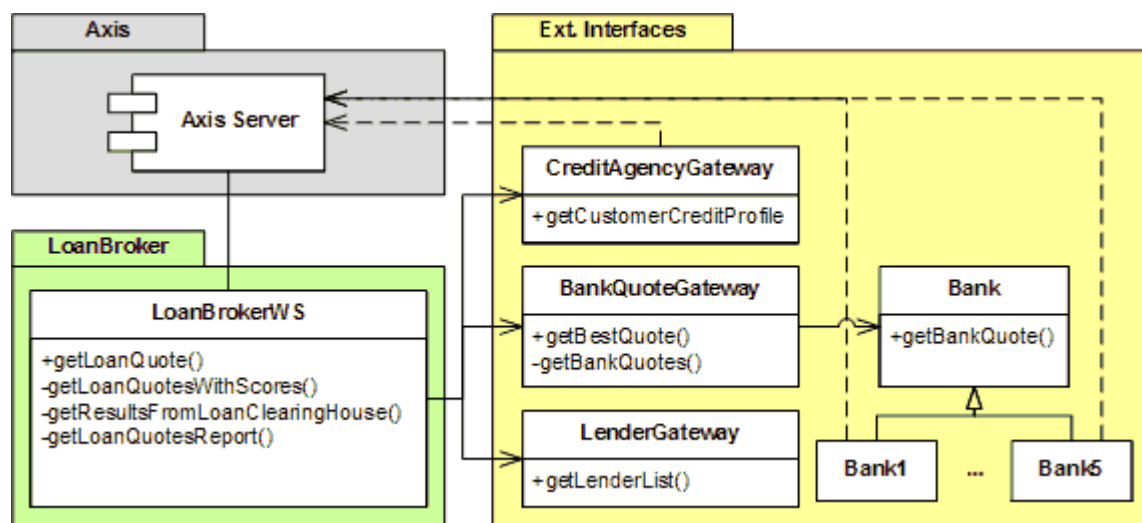 Axis
Axis Server
LoanBroker
LoanBrokerWS
+getLoanQuote()
-getLoanQuotesWithScores()
-getResultsFromLoanClearingHouse()
-getLoanQuotesReport()
Ext. Interfaces
CreditAgencyGateway
+getCustomerCreditProfile
BankQuoteGateway
+getBestQuote()
-getBankQuotes()
LenderGateway
+getLenderList()
Bank
+getBankQuote()
Bank1
...
Bank5